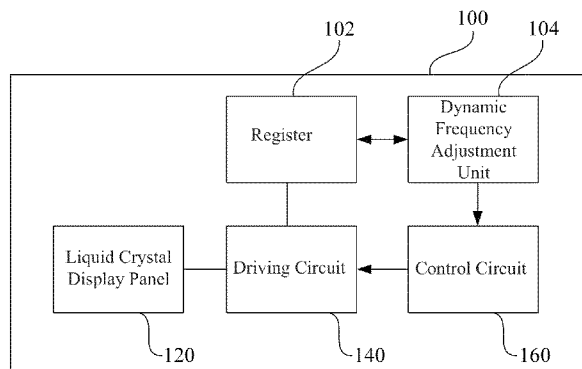 102
100
104
Register
Dynamic
Frequency
Adjustment
Unit
Liquid Crystal
Display Panel
Driving Circuit
Control Circuit
120
140
160